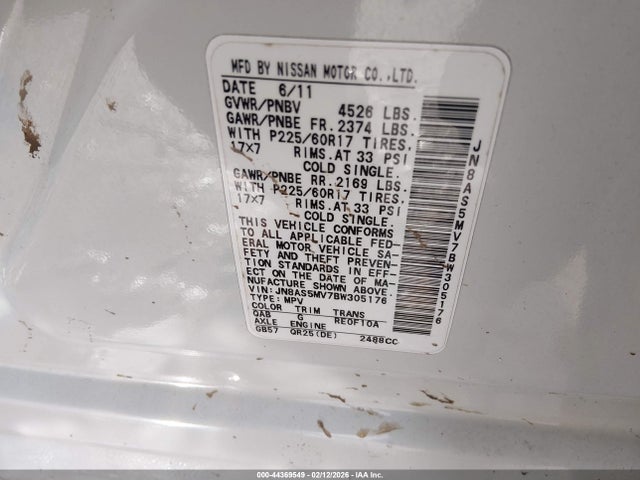 MFD BY NISSAN MOTOR CO.,LTD.
DATE 6/11
GVWR/PNBV 4526 LBS.
GAWR/PNBE FR. 2374 LBS.
WITH P225/60R17 TIRES.
17X7 RIMS.AT 33 PSI
COLD SINGLE.
GAWR/PNBE RR. 2169 LBS.
WITH P225/60R17 TIRES.
17X7 RIMS.AT 33 PSI
COLD SINGLE.
THIS VEHICLE CONFORMS
TO ALL APPLICABLE FED-
ERAL MOTOR VEHICLE SA-
FETY AND THEFT PREVEN-
TION STANDARDS IN EFF-
ECT ON THE DATE OF MA-
NUFACTURE SHOWN ABOVE.
VIN: JN8AS5MV7BW305176
TYPE: MPV
COLOR TRIM TRANS
QAB G RE0F10A
AXLE ENGINE
GB57 QR25(DE) 2488CC
JN8AS5MV7BW305176
000-44369549 - 02/12/2026 - IAA Inc.